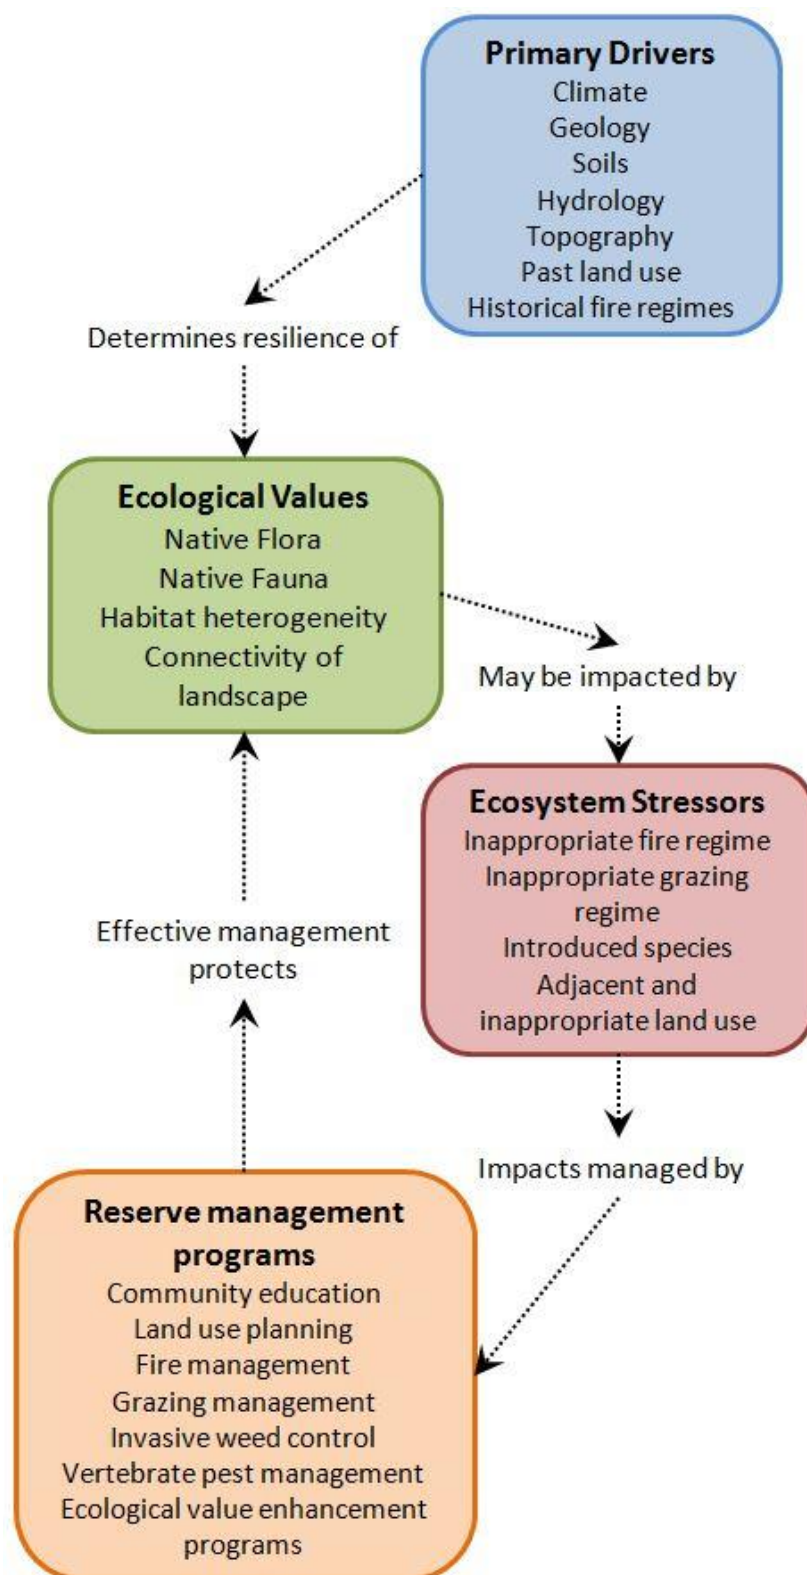 Primary Drivers
Climate
Geology
Soils
Hydrology
Topography
Past land use
Historical fire regimes
Determines resilience of
Ecological Values
Native Flora
Native Fauna
Habitat heterogeneity
Connectivity of
landscape
May be impacted by
Ecosystem Stressors
Inappropriate fire regime
Inappropriate grazing
regime
Introduced species
Adjacent and
inappropriate land use
Impacts managed by
Reserve management
programs
Community education
Land use planning
Fire management
Grazing management
Invasive weed control
Vertebrate pest management
Ecological value enhancement
programs
Effective management
protects